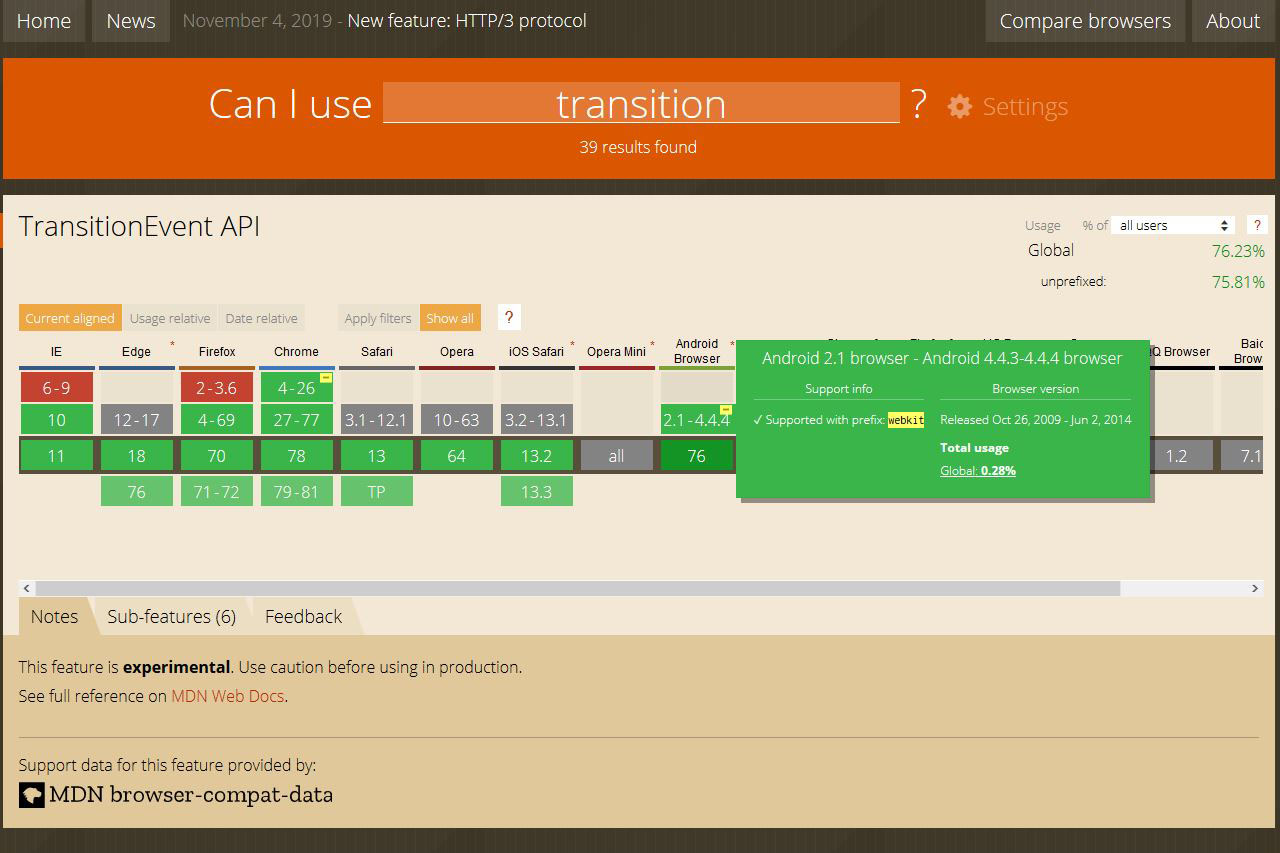 Home News November 4, 2019 - New feature: HTTP/3 protocol Compare browsers About
Can I use transition ? Settings
39 results found
TransitionEvent API
Usage % of all users ?
Global 76.23%
unprefixed: 75.81%
Current aligned Usage relative Date relative Apply filters Show all ?
IE Edge * Firefox Chrome Safari Opera iOS Safari * Opera Mini * Android Browser *
Q Browser
Baid
Brow
6-9 2-3.6 4-26
10 12-17 4-69 27-77 3.1-12.1 10-63 3.2-13.1 2.1-4.4.4
11 18 70 78 13 64 13.2 all 76 1.2 7.1
76 71-72 79-81 TP 13.3
Android 2.1 browser - Android 4.4.3-4.4.4 browser
Support info Browser version
✓ Supported with prefix: webkit Released Oct 26, 2009 - Jun 2, 2014
Total usage
Global: 0.28%
Notes Sub-features (6) Feedback
This feature is experimental. Use caution before using in production.
See full reference on MDN Web Docs.
Support data for this feature provided by:
MDN browser-compat-data